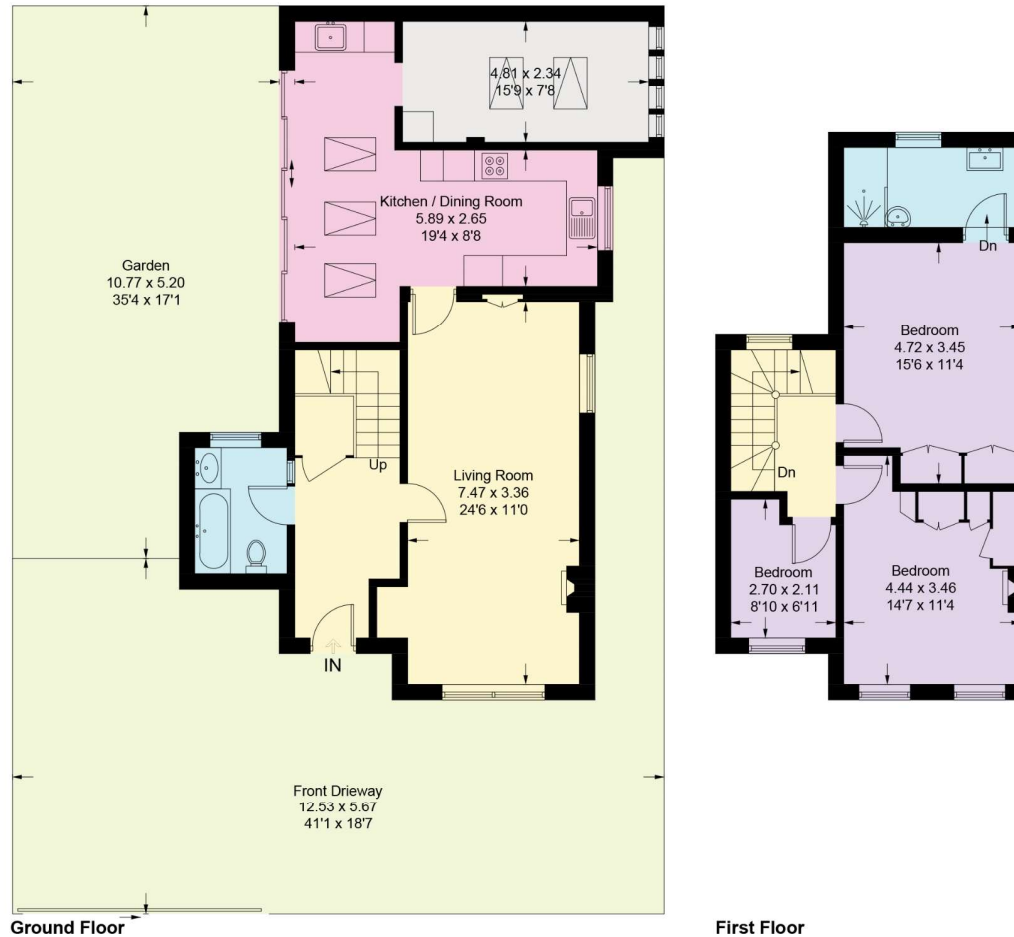 4.81 x 2.34
15'9 x 7'8
Kitchen / Dining Room
5.89 x 2.65
19'4 x 8'8
Garden
10.77 x 5.20
35'4 x 17'1
Up
Living Room
7.47 x 3.36
24'6 x 11'0
IN
Front Drieway
12.53 x 5.67
41'1 x 18'7
Ground Floor
Dn
Bedroom
4.72 x 3.45
15'6 x 11'4
Dn
Bedroom
2.70 x 2.11
8'10 x 6'11
Bedroom
4.44 x 3.46
14'7 x 11'4
First Floor